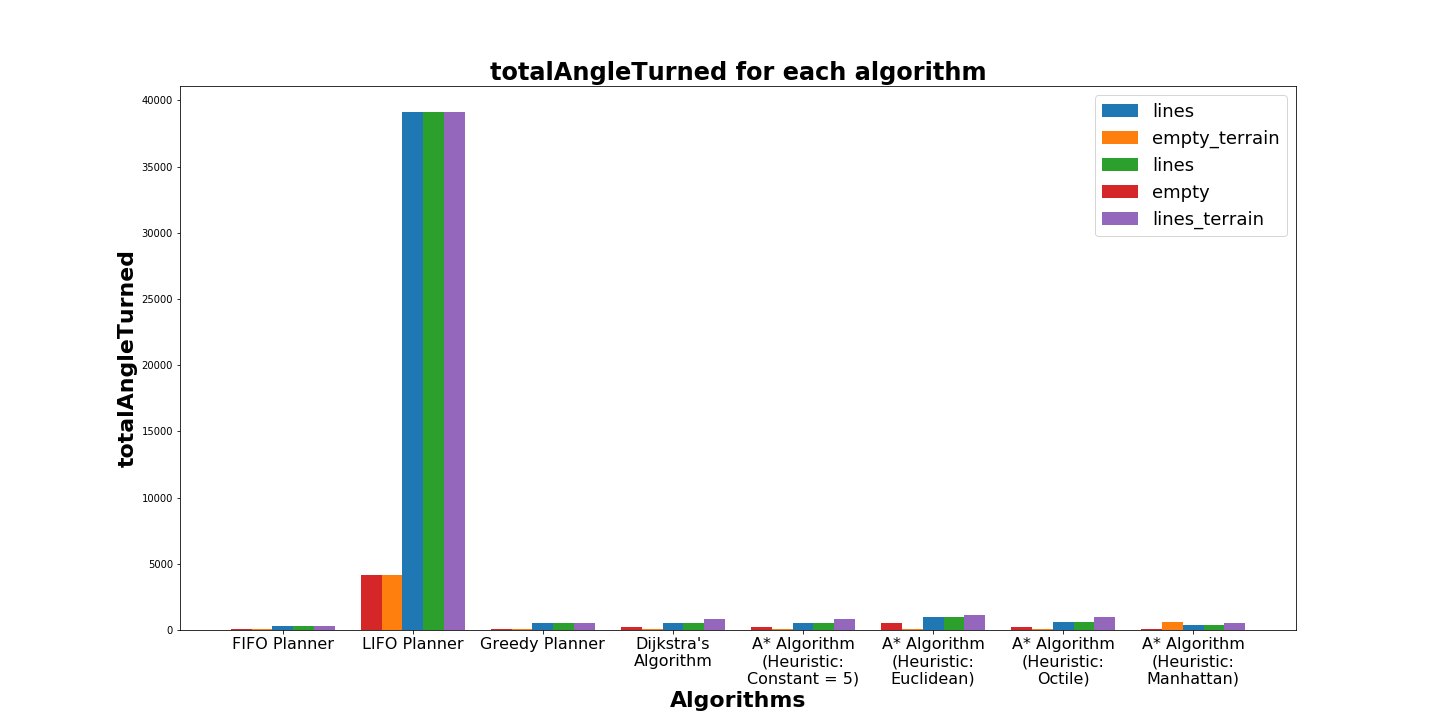 totalAngleTurned for each algorithm
totalAngleTurned
40000
35000
30000
25000
20000
15000
10000
5000
0
lines
empty_terrain
lines
empty
lines_terrain
FIFO Planner
LIFO Planner
Greedy Planner
Dijkstra's
Algorithm
A* Algorithm
(Heuristic:
Constant = 5)
A* Algorithm
(Heuristic:
Euclidean)
A* Algorithm
(Heuristic:
Octile)
A* Algorithm
(Heuristic:
Manhattan)
Algorithms